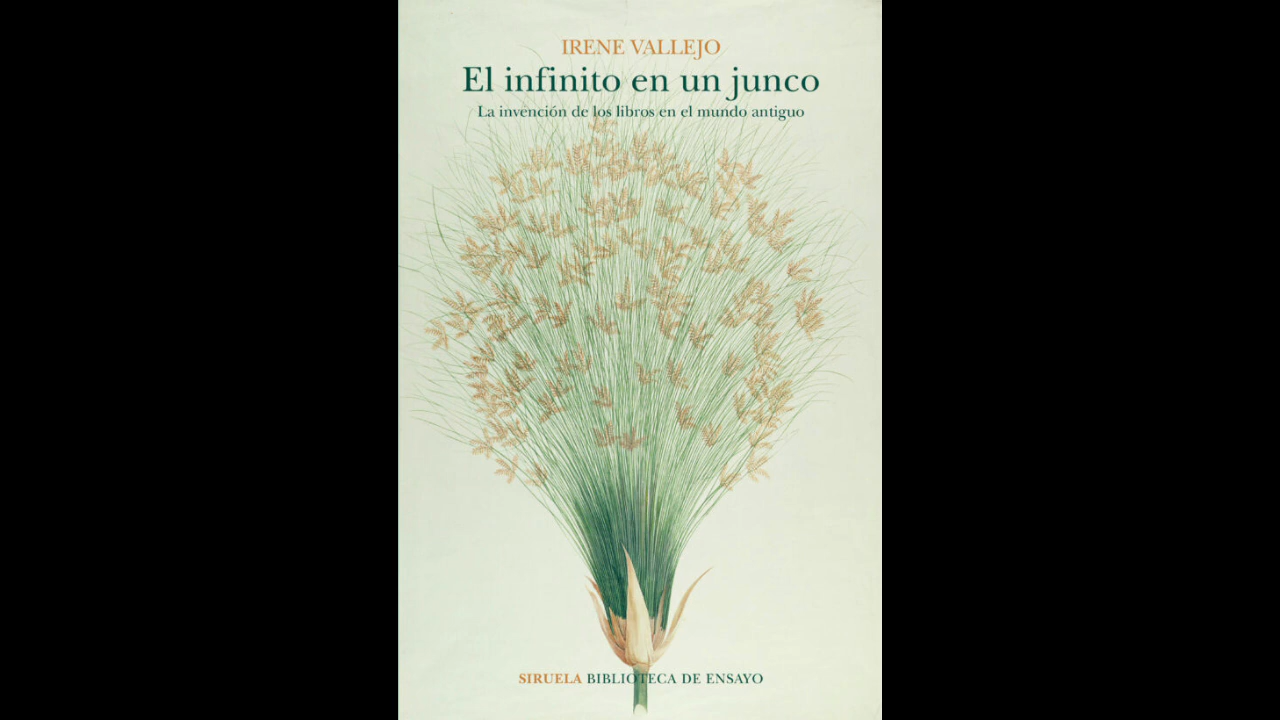 IRENE VALLEJO
El infinito en un junco
La invención de los libros en el mundo antiguo
SIRUELA BIBLIOTECA DE ENSAYO